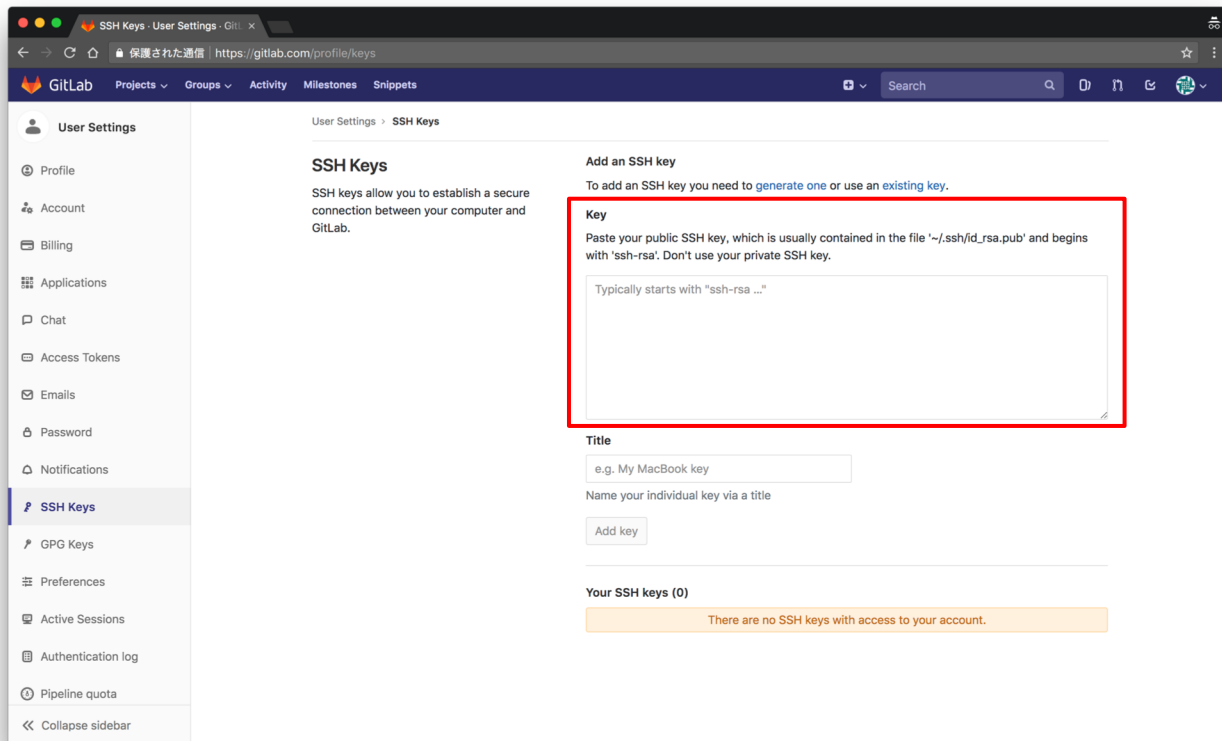 SSH Keys · User Settings · GitL
保護された通信 https://gitlab.com/profile/keys
GitLab Projects Groups Activity Milestones Snippets Search
User Settings
Profile
Account
Billing
Applications
Chat
Access Tokens
Emails
Password
Notifications
SSH Keys
GPG Keys
Preferences
Active Sessions
Authentication log
Pipeline quota
Collapse sidebar
User Settings > SSH Keys
SSH Keys
SSH keys allow you to establish a secure
connection between your computer and
GitLab.
Add an SSH key
To add an SSH key you need to generate one or use an existing key.
Key
Paste your public SSH key, which is usually contained in the file '~/.ssh/id_rsa.pub' and begins
with 'ssh-rsa'. Don't use your private SSH key.
Typically starts with "ssh-rsa ..."
Title
e.g. My MacBook key
Name your individual key via a title
Add key
Your SSH keys (0)
There are no SSH keys with access to your account.